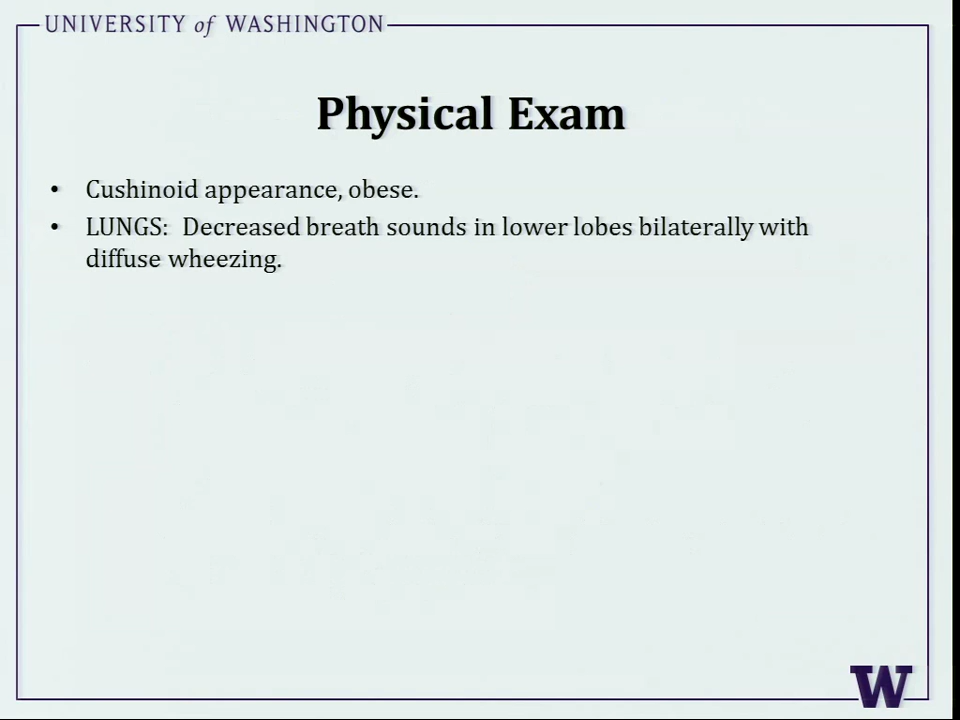 UNIVERSITY of WASHINGTON
Physical Exam
• Cushinoid appearance, obese.
• LUNGS: Decreased breath sounds in lower lobes bilaterally with
diffuse wheezing.
W